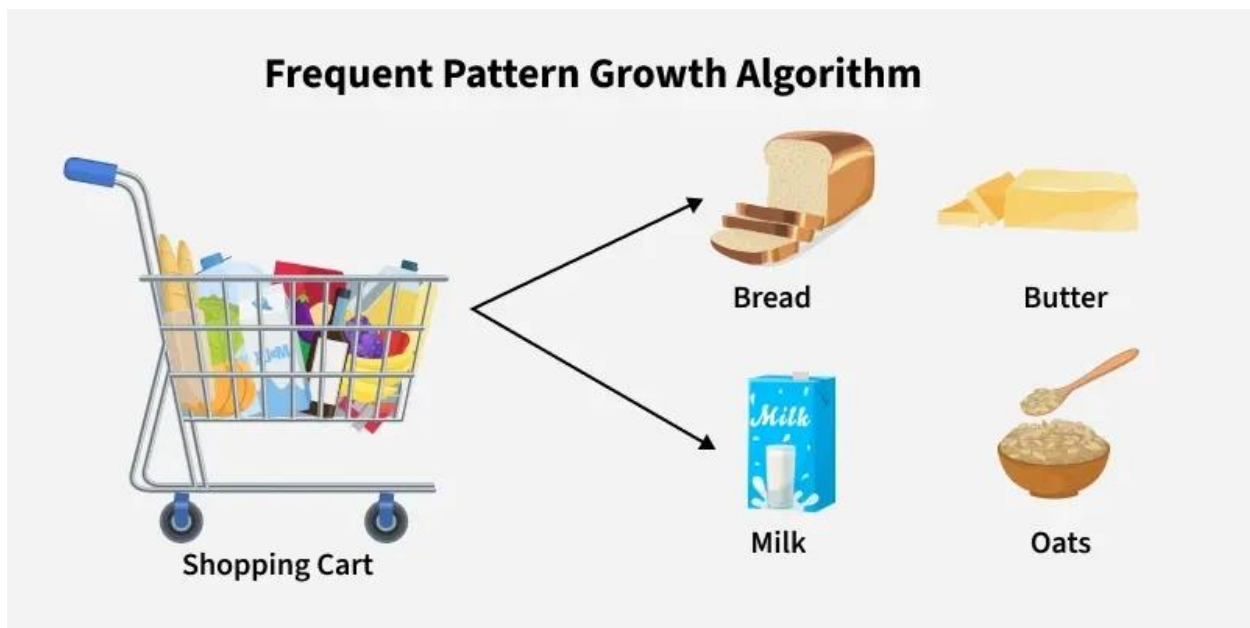 Frequent Pattern Growth Algorithm
Bread
Butter
Milk
Milk
Oats
Shopping Cart